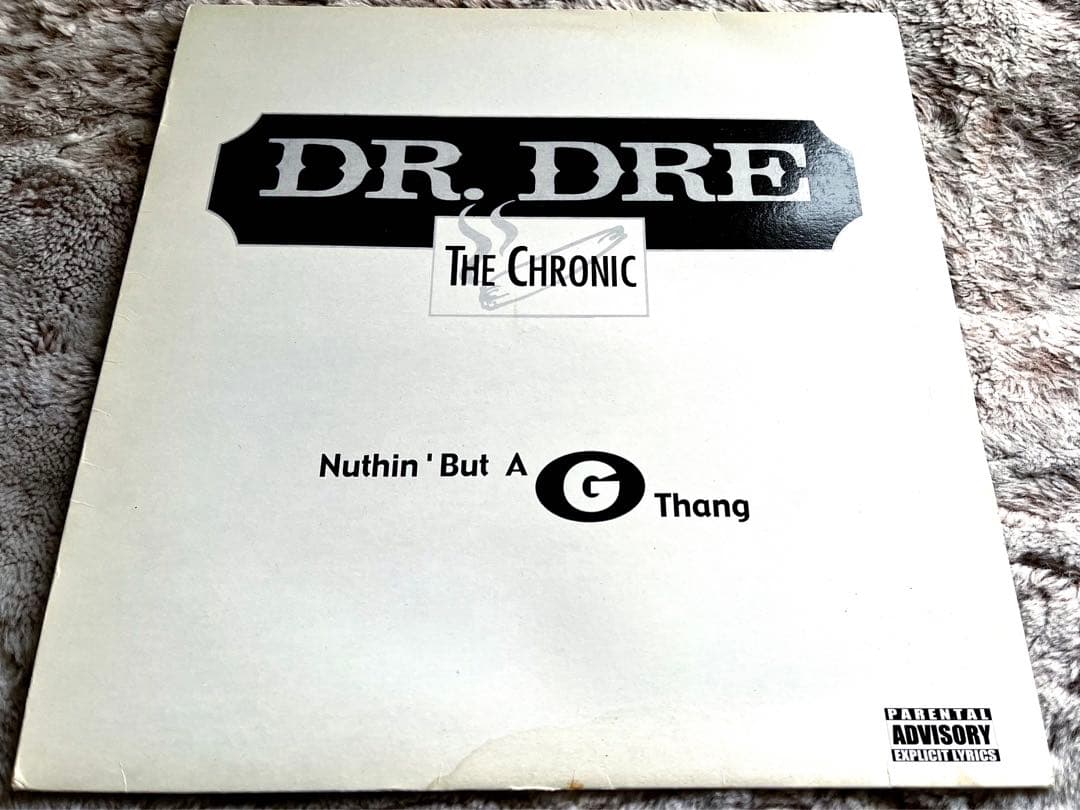 DR. DRE
THE CHRONIC
Nuthin' But A G Thang
PARENTAL
ADVISORY
EXPLICIT LYRICS